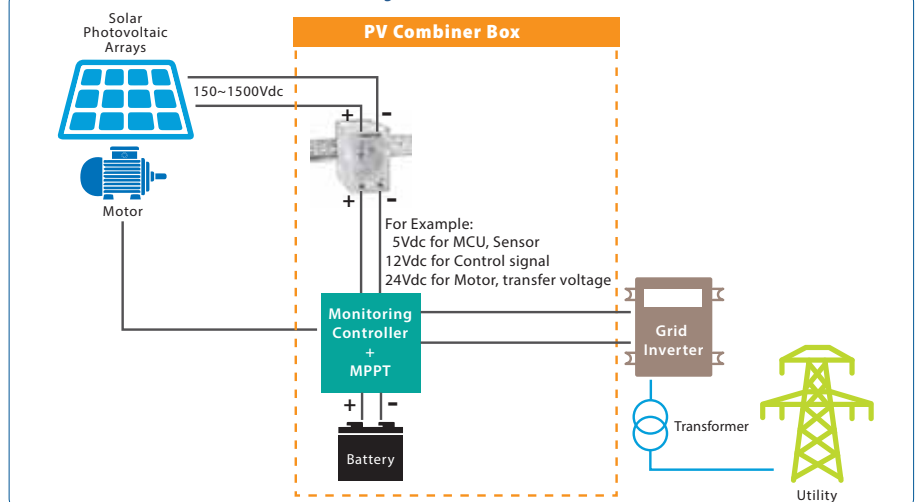 Solar
Photovoltaic
Arrays
PV Combiner Box
150~1500Vdc
+ -
+ -
Motor
For Example:
5Vdc for MCU, Sensor
12Vdc for Control signal
24Vdc for Motor, transfer voltage
Monitoring
Controller
+
MPPT
Grid
Inverter
+ -
Battery
Transformer
Utility